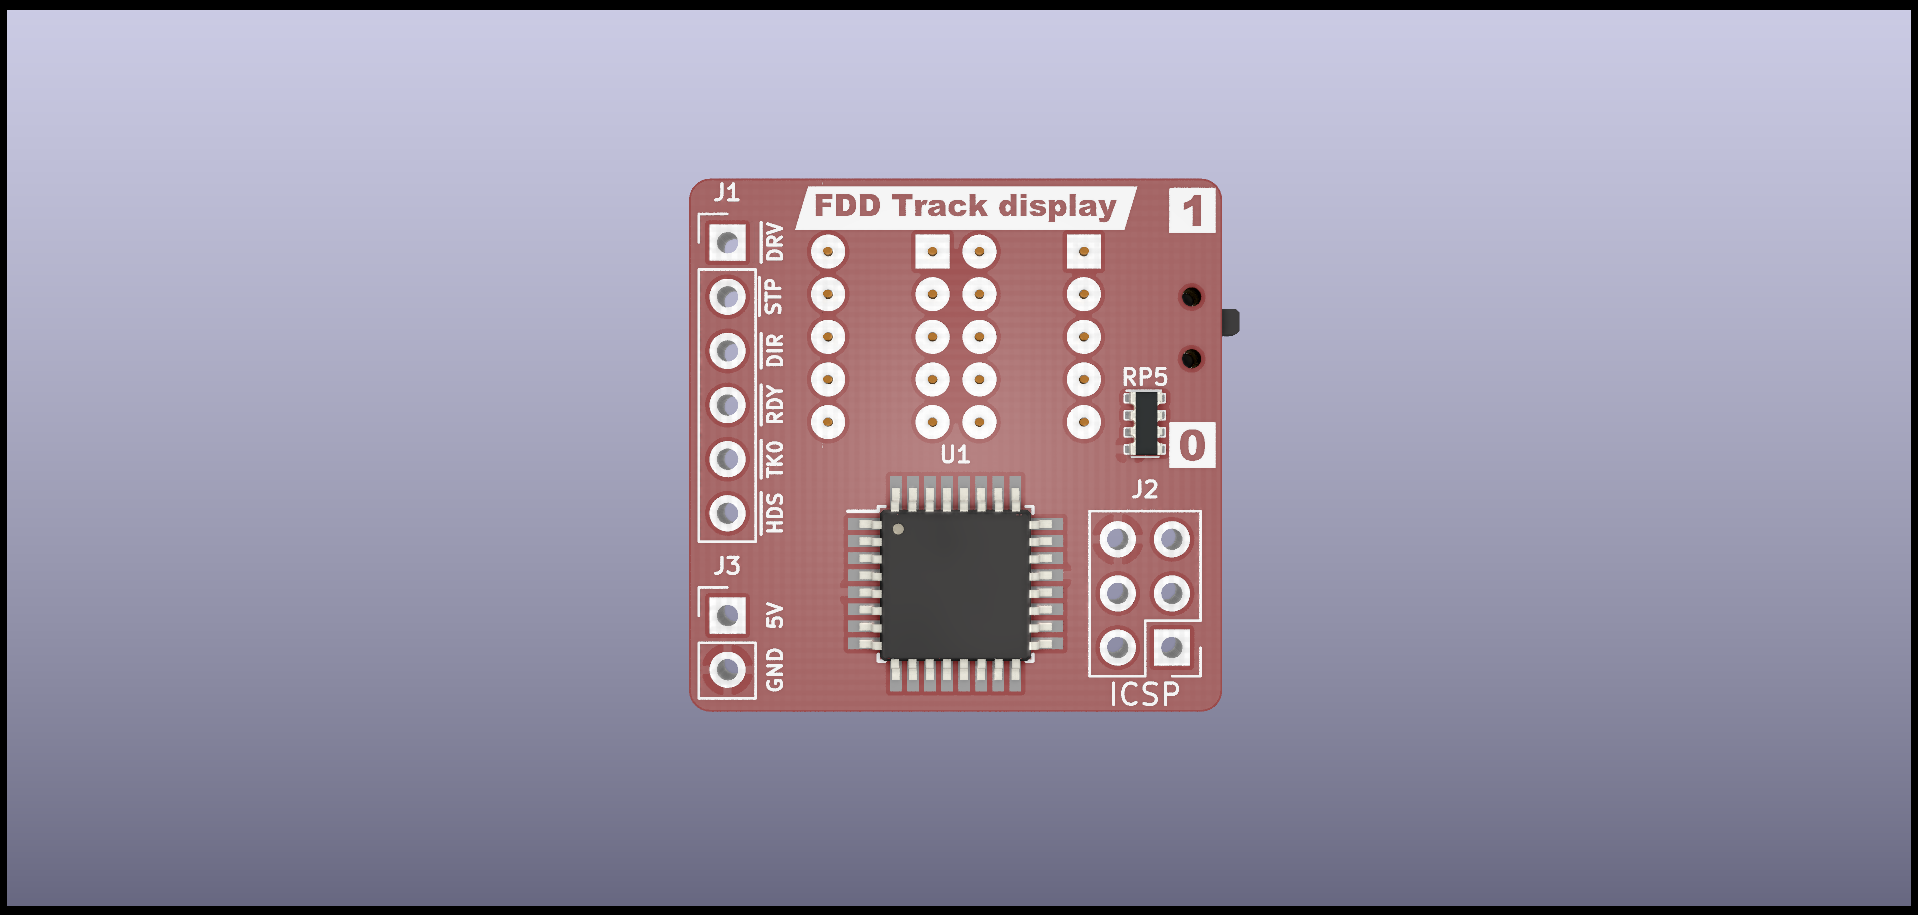 J1
FDD Track display
1
DRV
STP
DIR
RDY
TK0
HDS
RP5
0
U1
J2
J3
5V
GND
ICSP